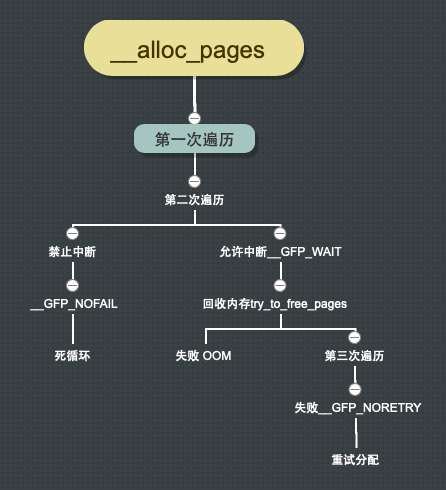 __alloc_pages
第一次遍历
第二次遍历
禁止中断
允许中断__GFP_WAIT
__GFP_NOFAIL
回收内存try_to_free_pages
死循环
失败 OOM
第三次遍历
失败__GFP_NORETRY
重试分配